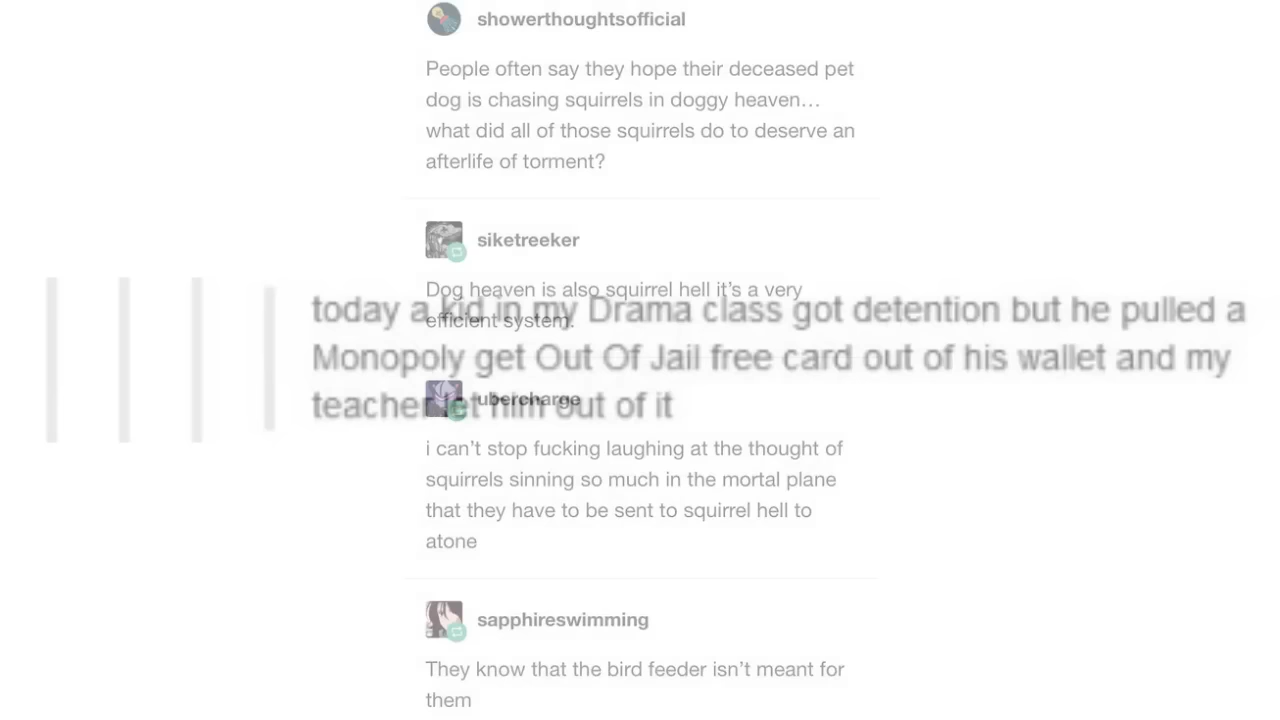 showerthoughtsofficial
People often say they hope their deceased pet
dog is chasing squirrels in doggy heaven…
what did all of those squirrels do to deserve an
afterlife of torment?
siketreeker
Dog heaven is also squirrel hell it's a very
efficient system.
today a kid in my Drama class got detention but he pulled a
Monopoly get Out Of Jail free card out of his wallet and my
teacher let him out of it
ubercharge
i can't stop fucking laughing at the thought of
squirrels sinning so much in the mortal plane
that they have to be sent to squirrel hell to
atone
sapphireswimming
They know that the bird feeder isn't meant for
them